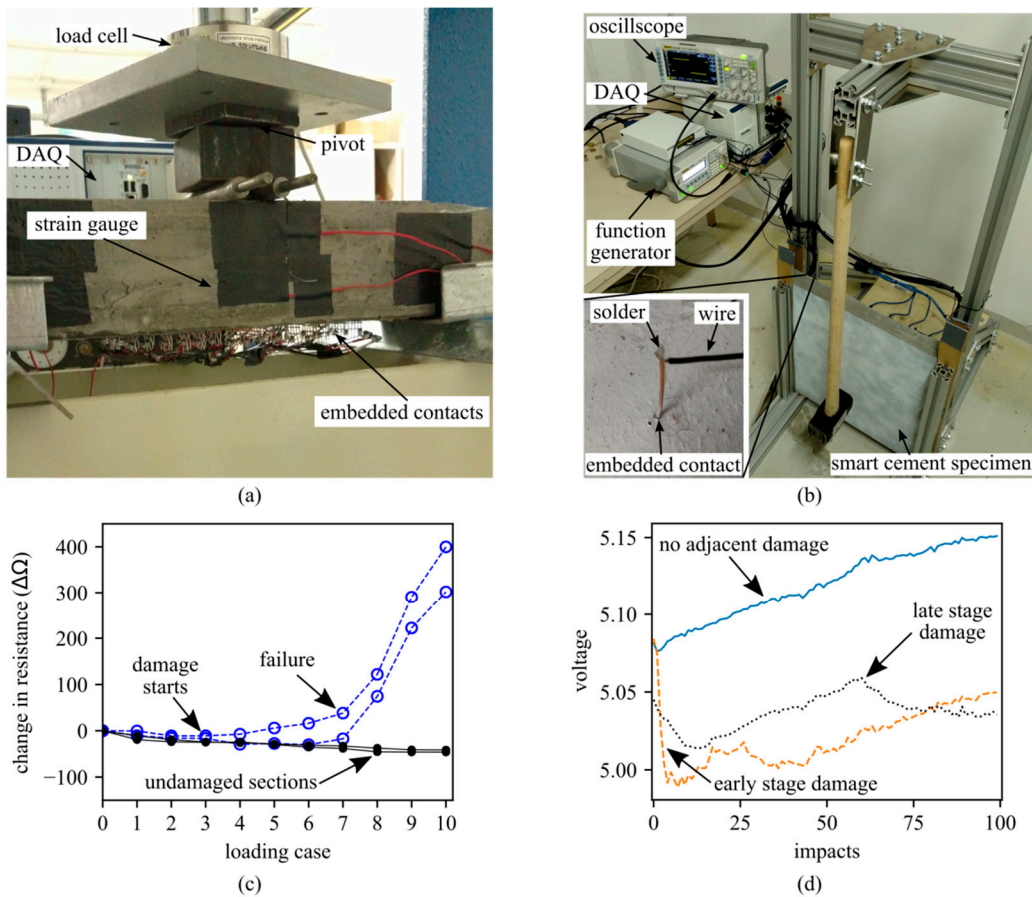 load cell
pivot
DAQ
strain gauge
embedded contacts
(a)
oscillscope
DAQ
function
generator
solder
wire
embedded contact
smart cement specimen
(b)
change in resistance (ΔΩ)
400
300
200
100
0
−100
damage
starts
failure
undamaged sections
0 1 2 3 4 5 6 7 8 9 10
loading case
(c)
voltage
5.15
5.10
5.05
5.00
no adjacent damage
late stage
damage
early stage damage
0 25 50 75 100
impacts
(d)